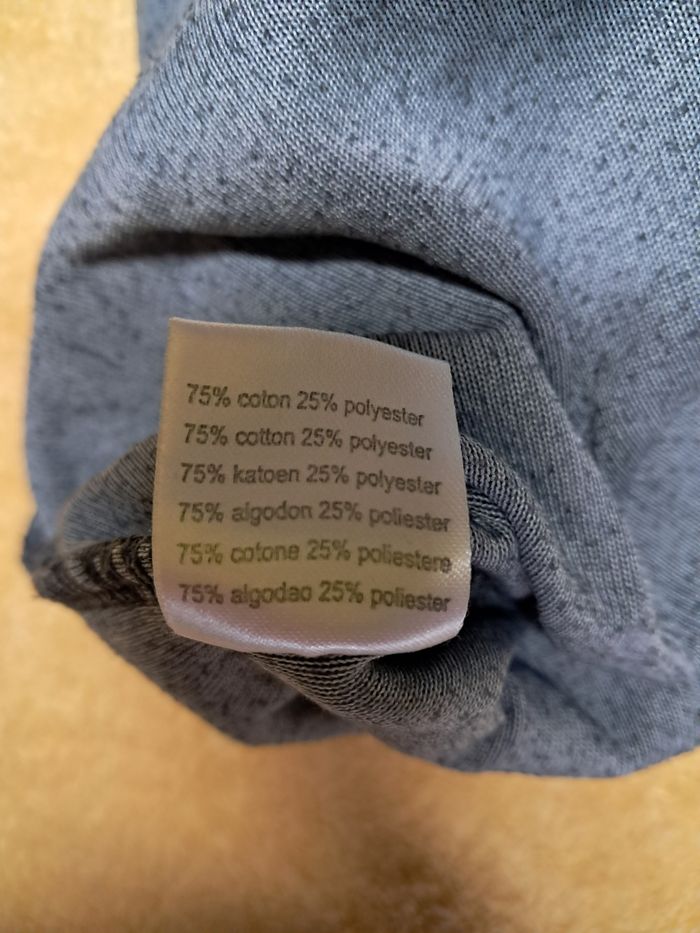 75% coton 25% polyester
75% cotton 25% polyester
75% katoen 25% polyester
75% algodon 25% poliester
75% cotone 25% poliestere
75% algodao 25% poliester